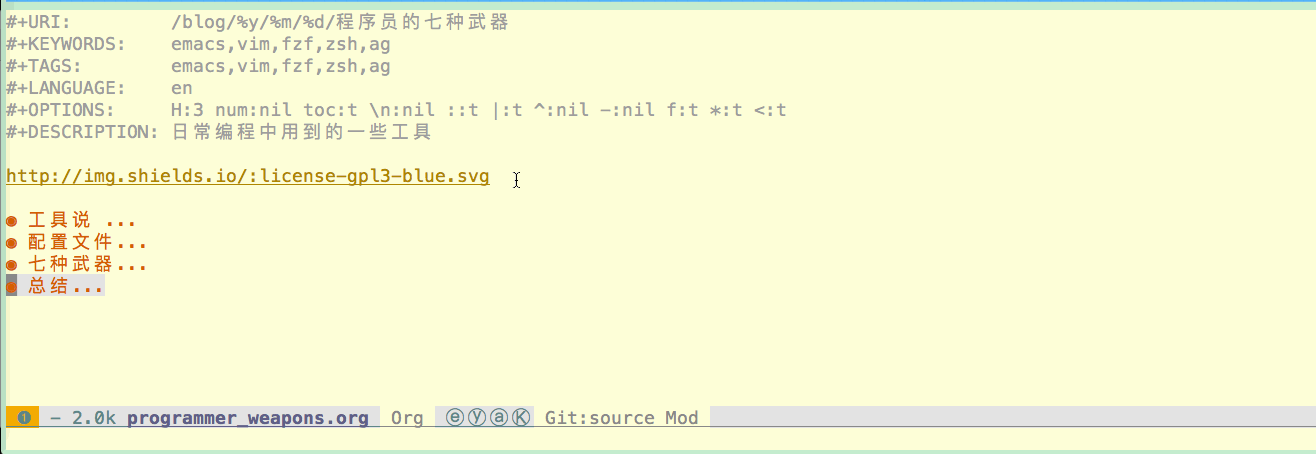 #+URI: /blog/%y/%m/%d/程序员的七种武器
#+KEYWORDS: emacs,vim,fzf,zsh,ag
#+TAGS: emacs,vim,fzf,zsh,ag
#+LANGUAGE: en
#+OPTIONS: H:3 num:nil toc:t \n:nil ::t |:t ^:nil -:nil f:t *:t <:t
#+DESCRIPTION: 日常编程中用到的一些工具
http://img.shields.io/:license-gpl3-blue.svg
◉ 工具说 ...
◉ 配置文件...
◉ 七种武器...
◉ 总结...
❶ - 2.0k programmer_weapons.org Org ⓔⓨⓐⓀ Git:source Mod